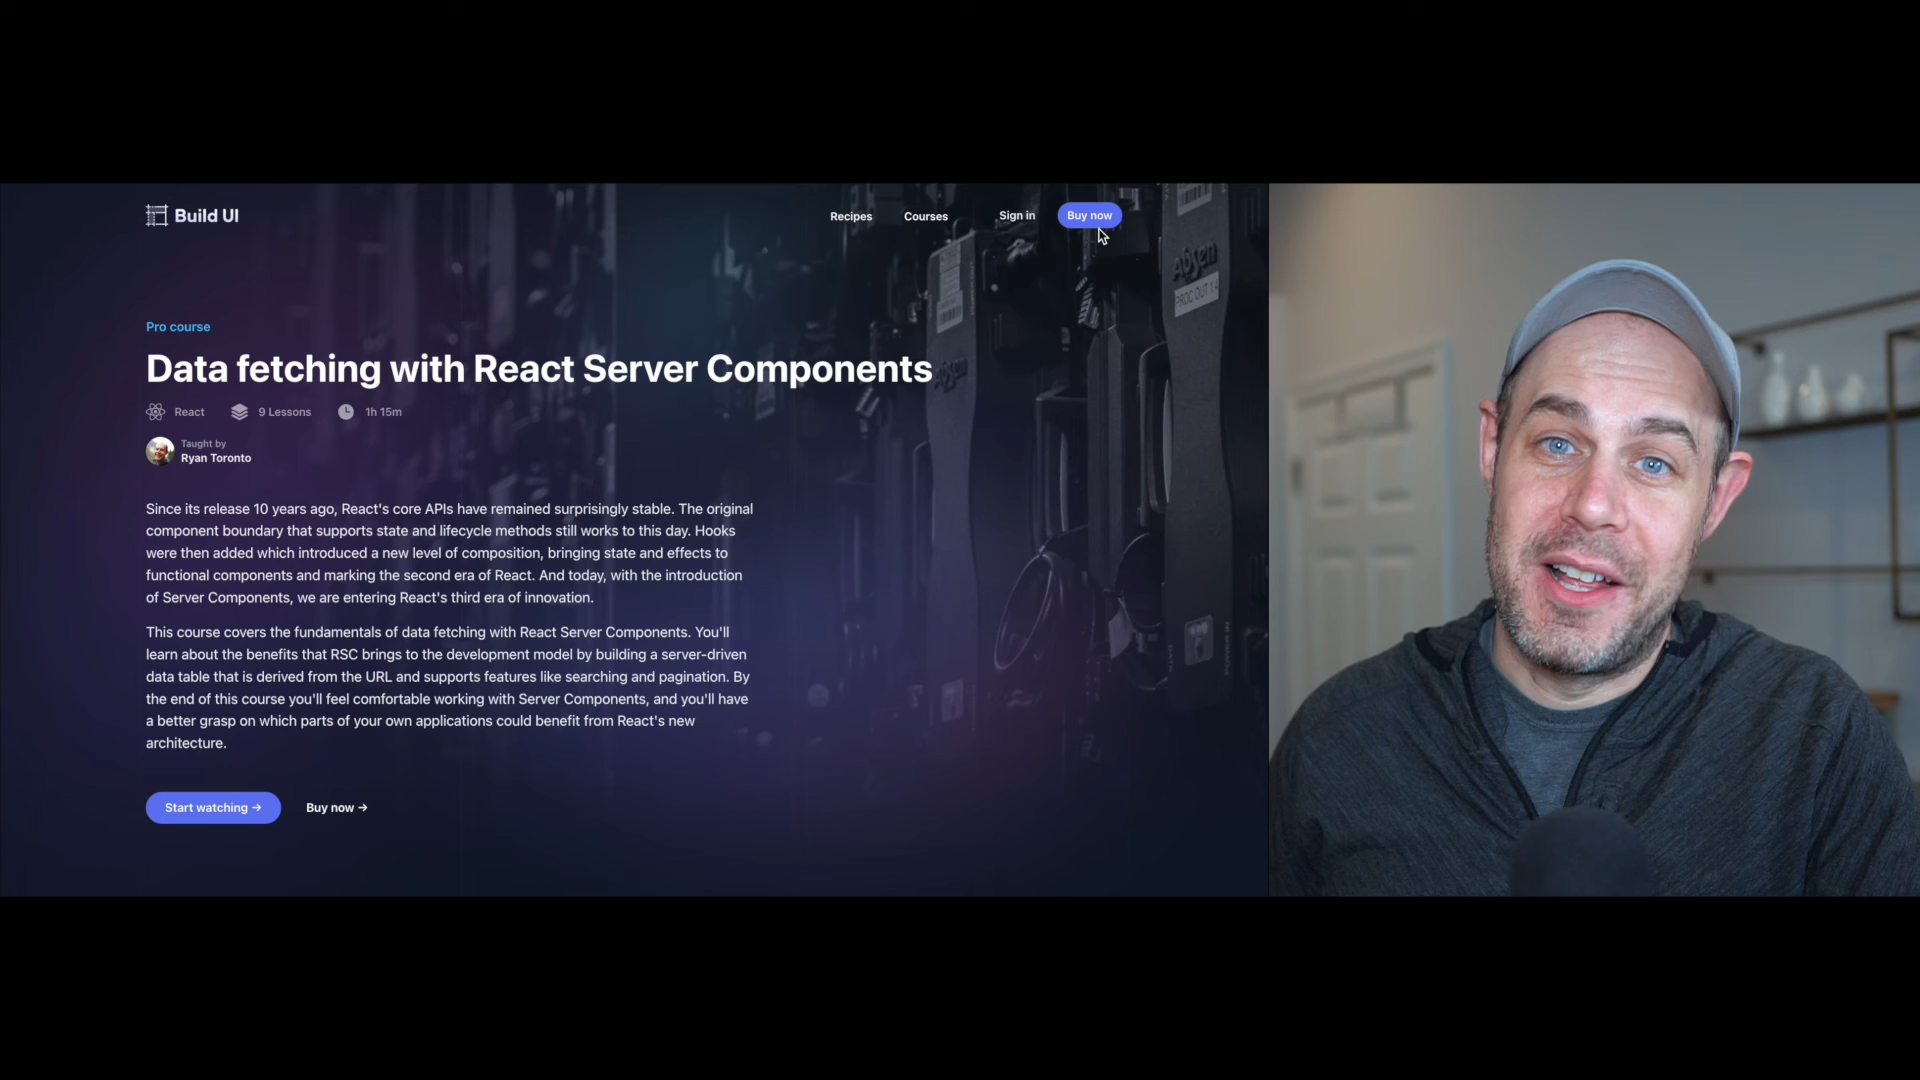 Build UI
Recipes
Courses
Sign in
Buy now
Absen
PROC OUT 1.4
Pro course
Data fetching with React Server Components
React
9 Lessons
1h 15m
Taught by
Ryan Toronto
Since its release 10 years ago, React's core APIs have remained surprisingly stable. The original
component boundary that supports state and lifecycle methods still works to this day. Hooks
were then added which introduced a new level of composition, bringing state and effects to
functional components and marking the second era of React. And today, with the introduction
of Server Components, we are entering React's third era of innovation.
This course covers the fundamentals of data fetching with React Server Components. You'll
learn about the benefits that RSC brings to the development model by building a server-driven
data table that is derived from the URL and supports features like searching and pagination. By
the end of this course you'll feel comfortable working with Server Components, and you'll have
a better grasp on which parts of your own applications could benefit from React's new
architecture.
Start watching →
Buy now →